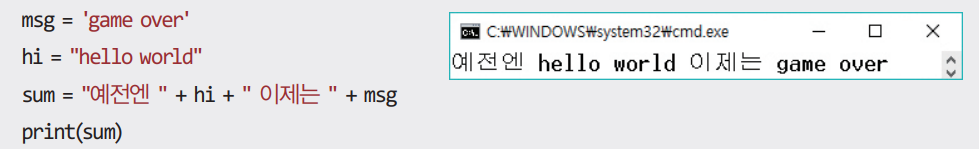 msg = 'game over'
hi = "hello world"
sum = "예전엔 " + hi + " 이제는 " + msg
print(sum)
C:₩WINDOWS₩system32₩cmd.exe
예전엔 hello world 이제는 game over